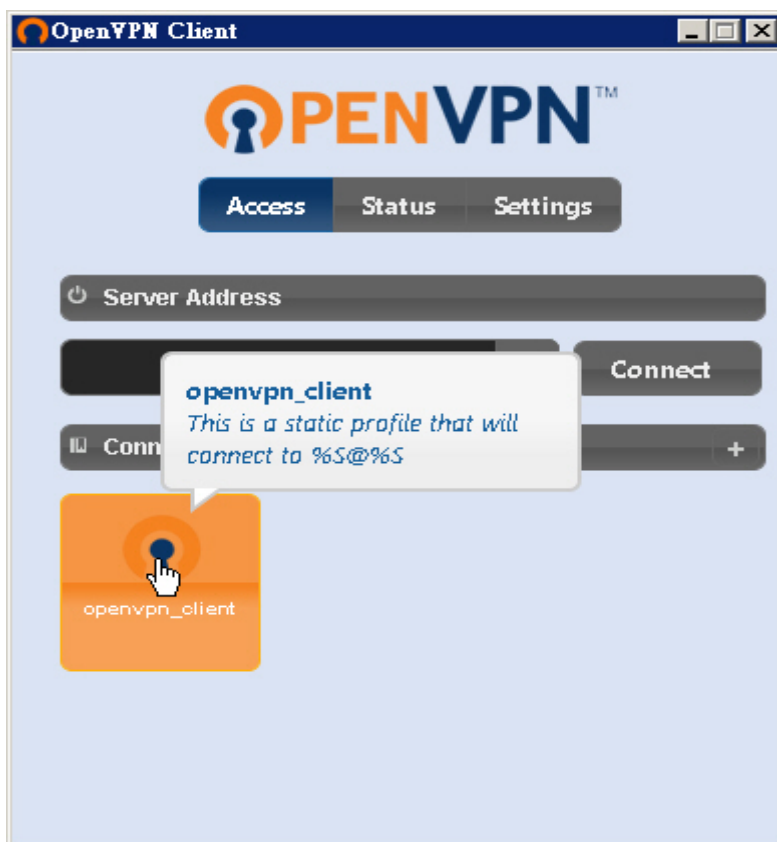 OpenVPN Client
OPENVPN™
Access Status Settings
Server Address
Connect
openvpn_client
This is a static profile that will
connect to %S@%S
Conn
+
openvpn_client